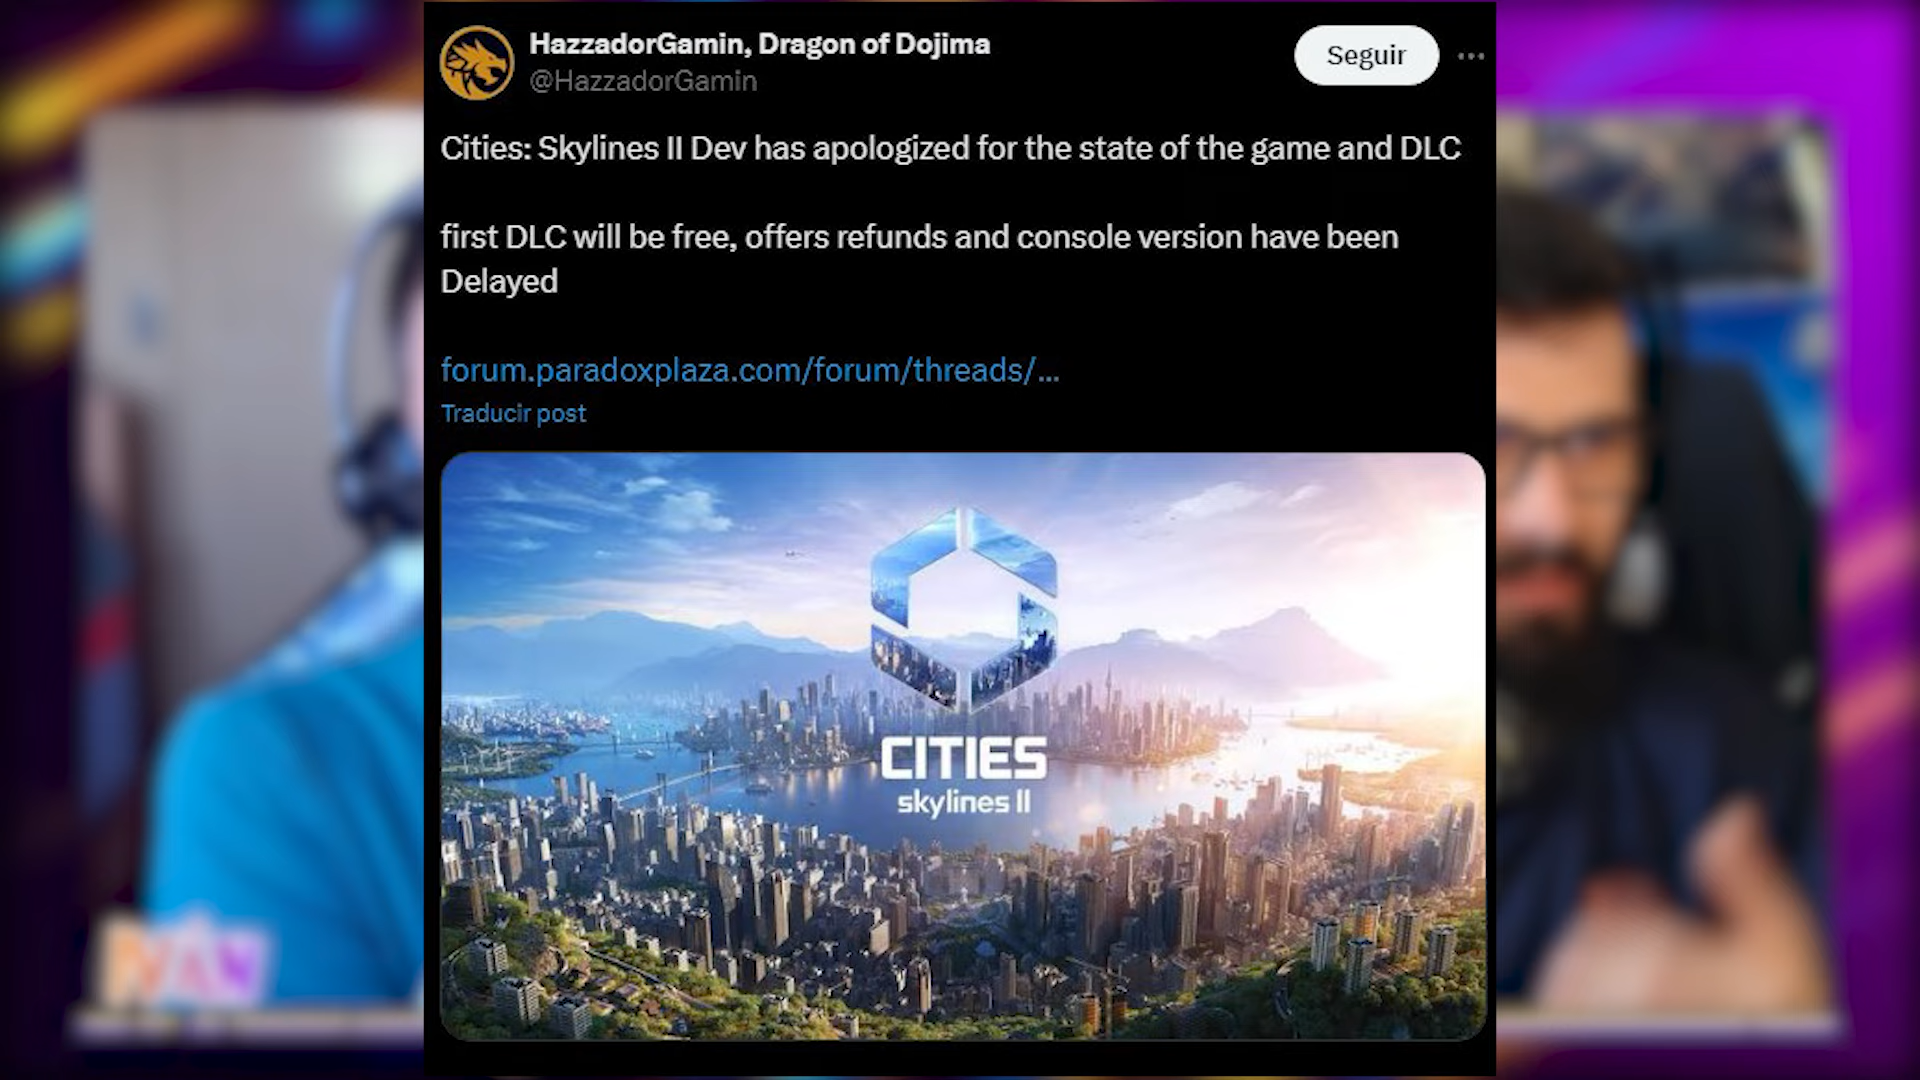 HazzadorGamin, Dragon of Dojima
@HazzadorGamin
Seguir
Cities: Skylines II Dev has apologized for the state of the game and DLC
first DLC will be free, offers refunds and console version have been
Delayed
forum.paradoxplaza.com/forum/threads/...
Traducir post
CITIES
skylines II
IVAN